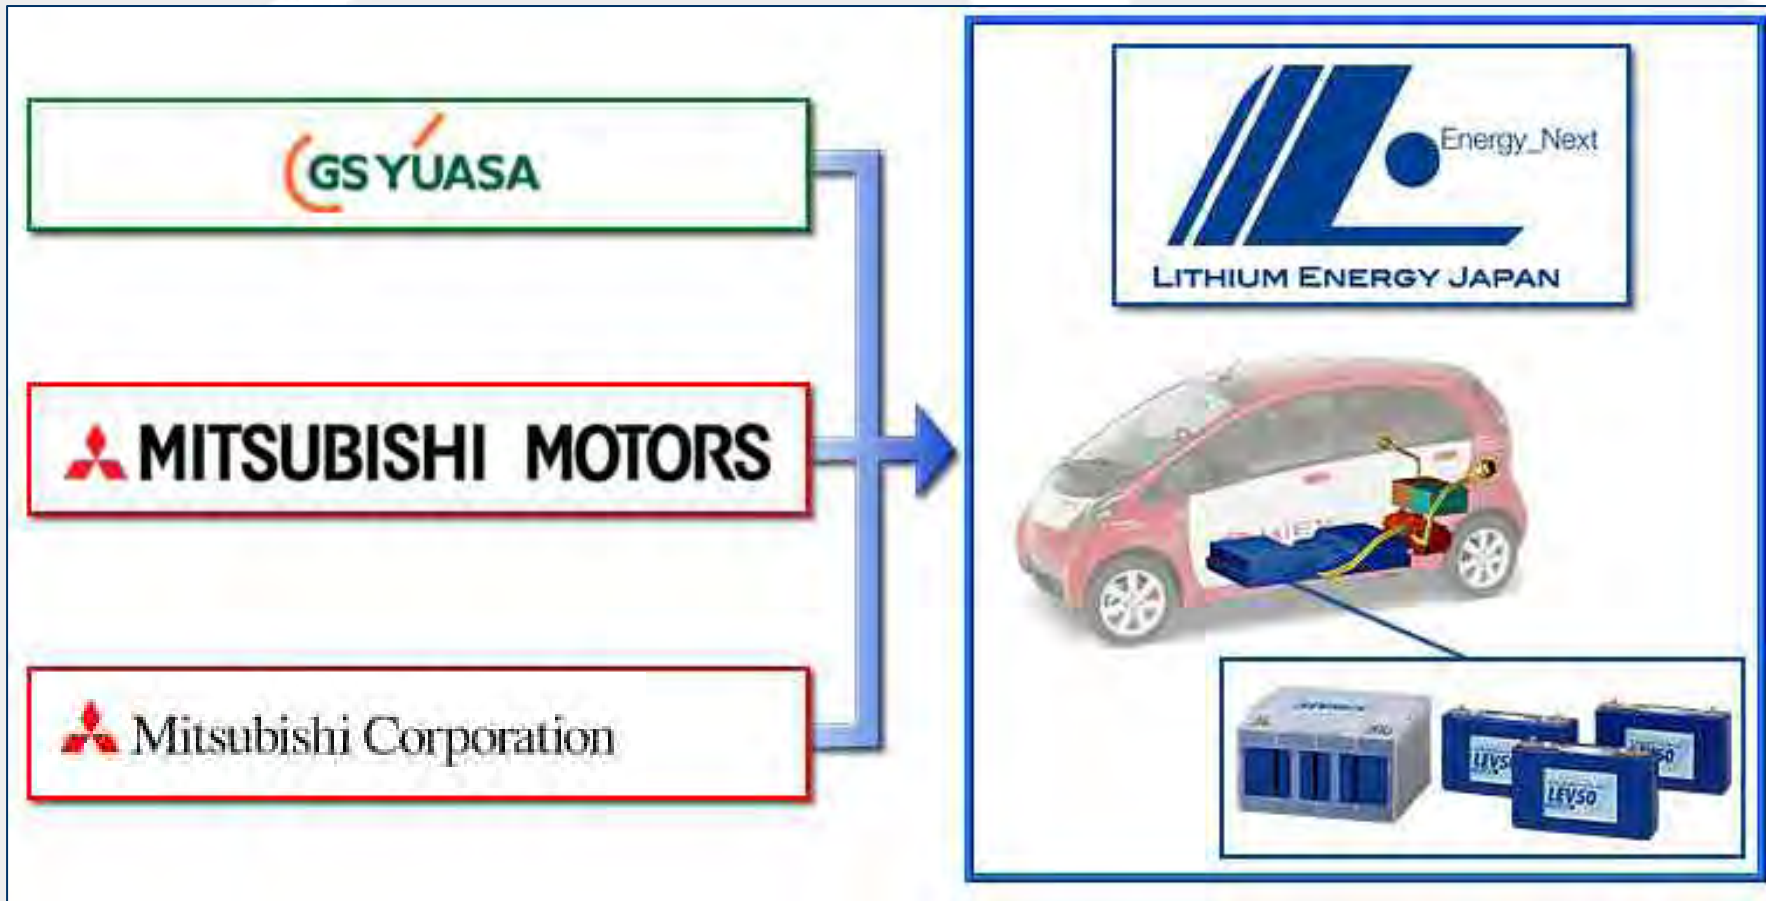 GS YUASA
MITSUBISHI MOTORS
Mitsubishi Corporation
Energy_Next
LITHIUM ENERGY JAPAN
LEV50
LEV50